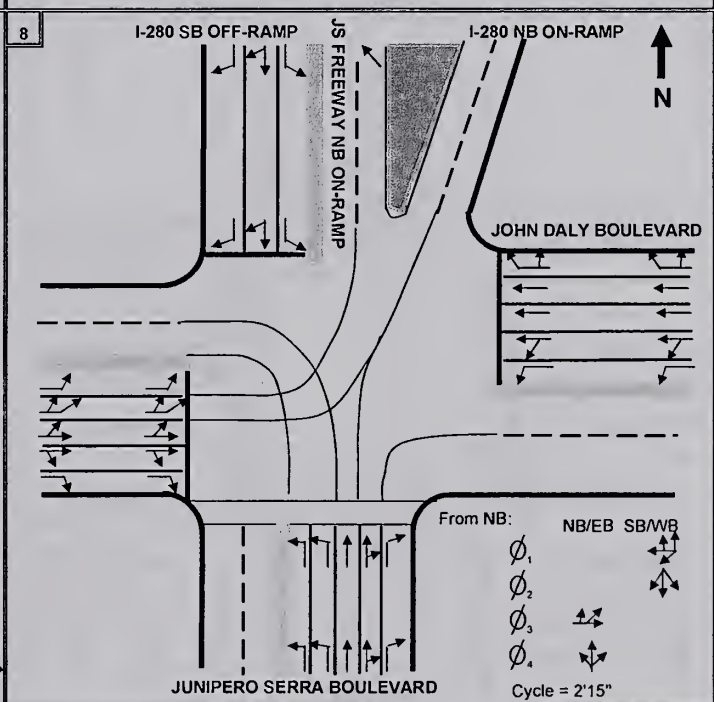 8
I-280 SB OFF-RAMP
I-280 NB ON-RAMP
JS FREEWAY NB ON-RAMP
N
JOHN DALY BOULEVARD
From NB:
NB/EB SB/WB
Ø₁
Ø₂
Ø₃
Ø₄
Cycle = 2'15"
JUNIPERO SERRA BOULEVARD